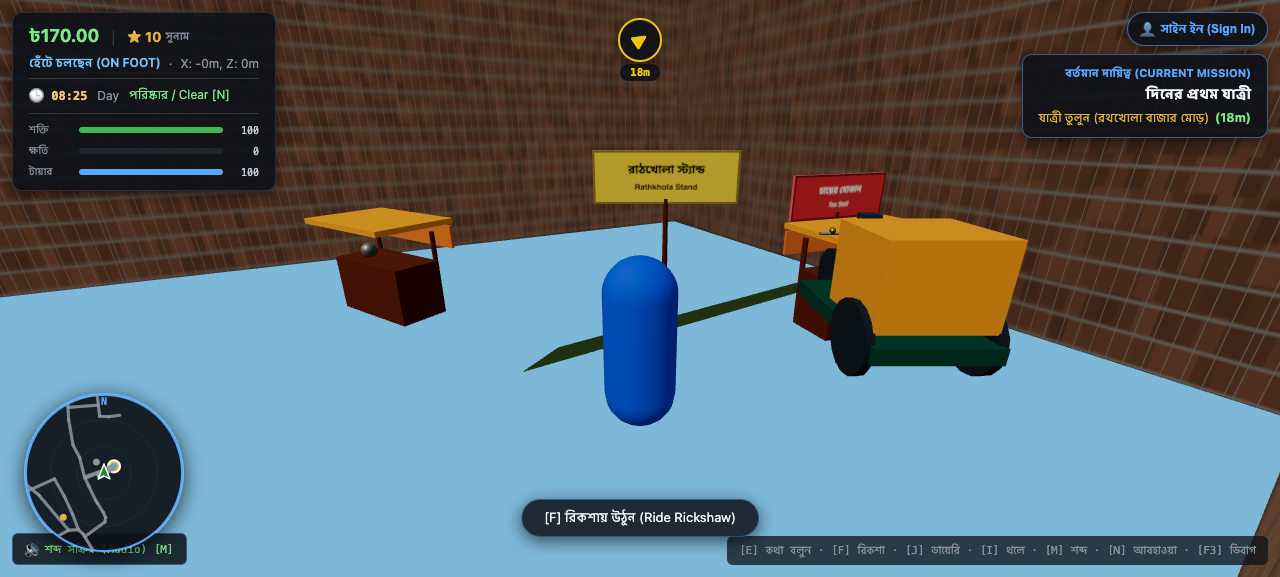 ৳170.00 | ⭐ 10 সুনাম
হেঁটে চলছেন (ON FOOT) · X: -0m, Z: 0m
08:25 Day পরিষ্কার / Clear [N]
শক্তি 100
ক্ষতি 0
টায়ার 100
18m
সাইন ইন (Sign In)
বর্তমান দায়িত্ব (CURRENT MISSION)
দিনের প্রথম যাত্রী
যাত্রী তুলুন (রথখোলা বাজার মোড়) (18m)
রাঠখোলা স্ট্যান্ড
Rathkhola Stand
চায়ের দোকান
Tea Stall
N
[F] রিকশায় উঠুন (Ride Rickshaw)
শব্দ (Audio) [M]
[E] কথা বলুন · [F] রিকশা · [J] ডায়েরি · [I] থলে · [M] শব্দ · [N] আবহাওয়া · [F3] ডিবাগ